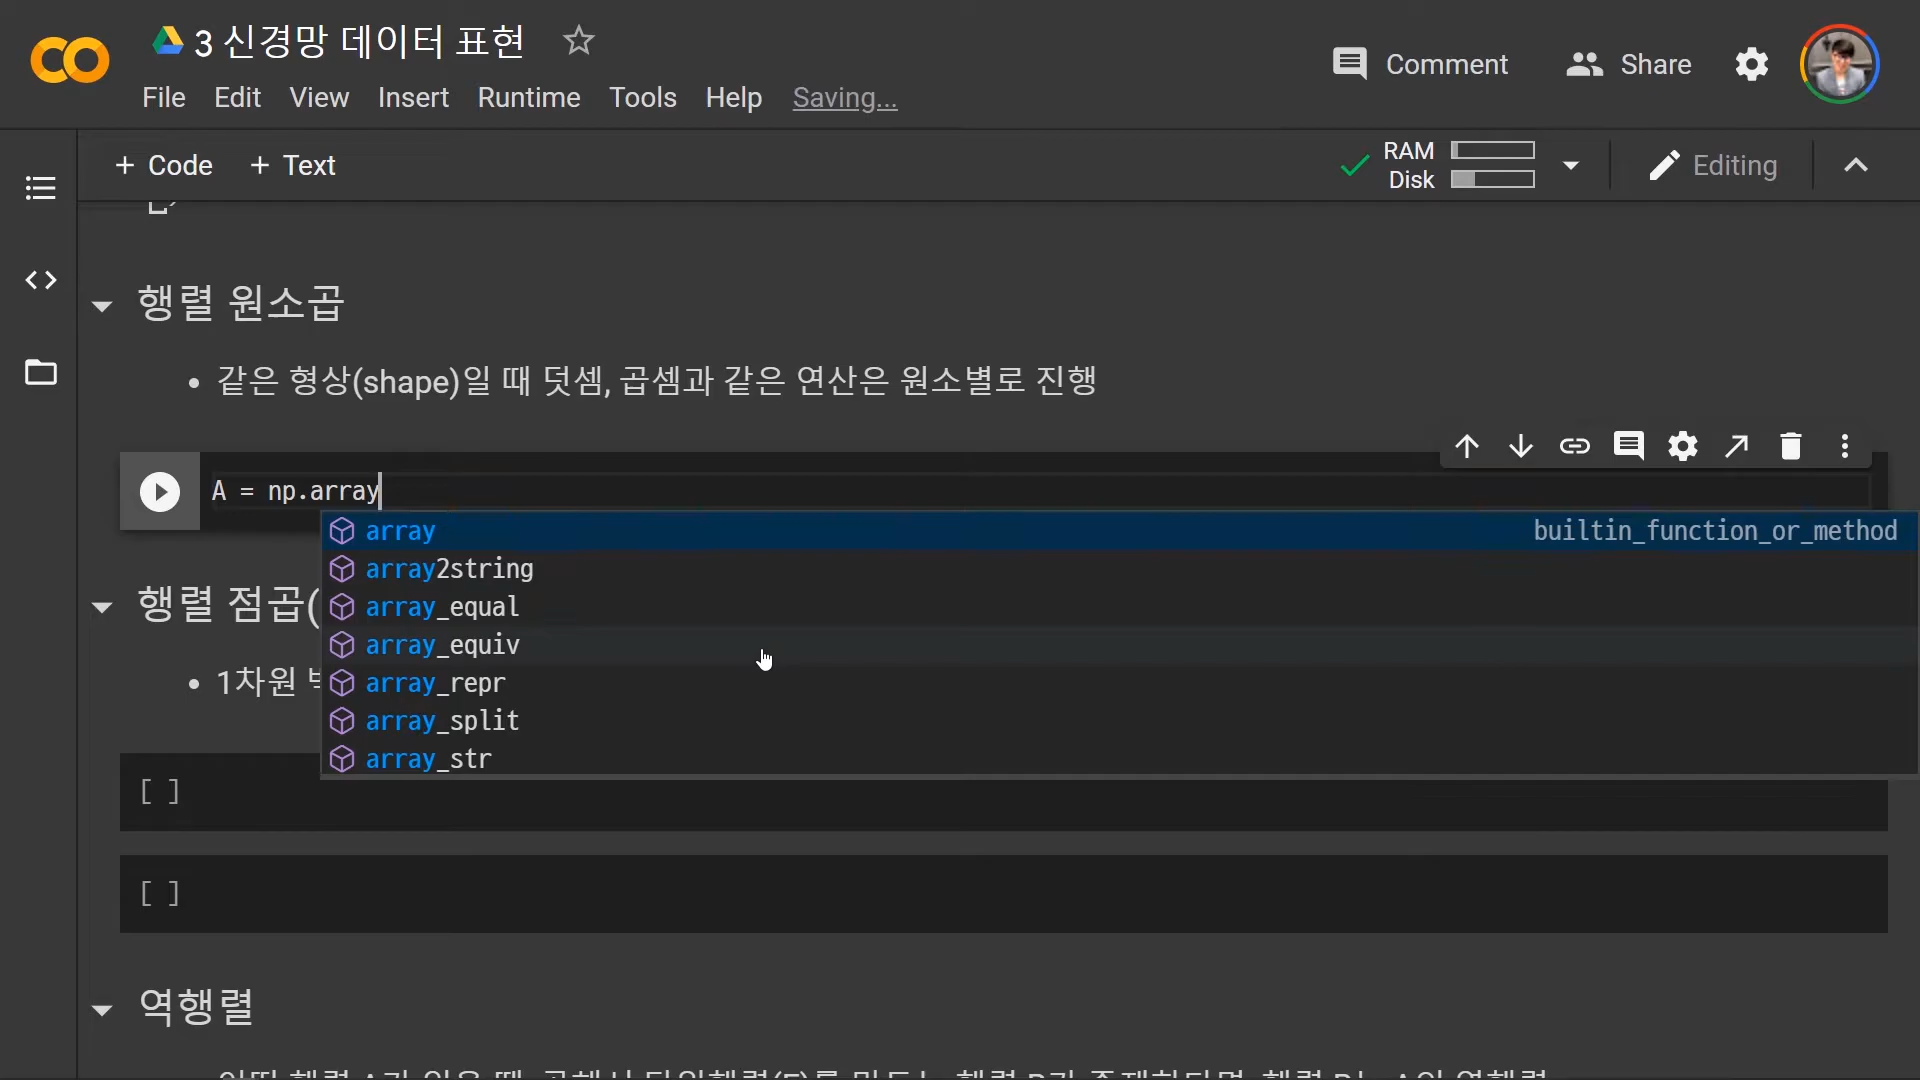 3 신경망 데이터 표현
File Edit View Insert Runtime Tools Help Saving...
Comment
Share
+ Code + Text
RAM
Disk
Editing
행렬 원소곱
• 같은 형상(shape)일 때 덧셈, 곱셈과 같은 연산은 원소별로 진행
A = np.array
array builtin_function_or_method
array2string
array_equal
array_equiv
array_repr
array_split
array_str
행렬 점곱(
• 1차원
[ ]
[ ]
역행렬